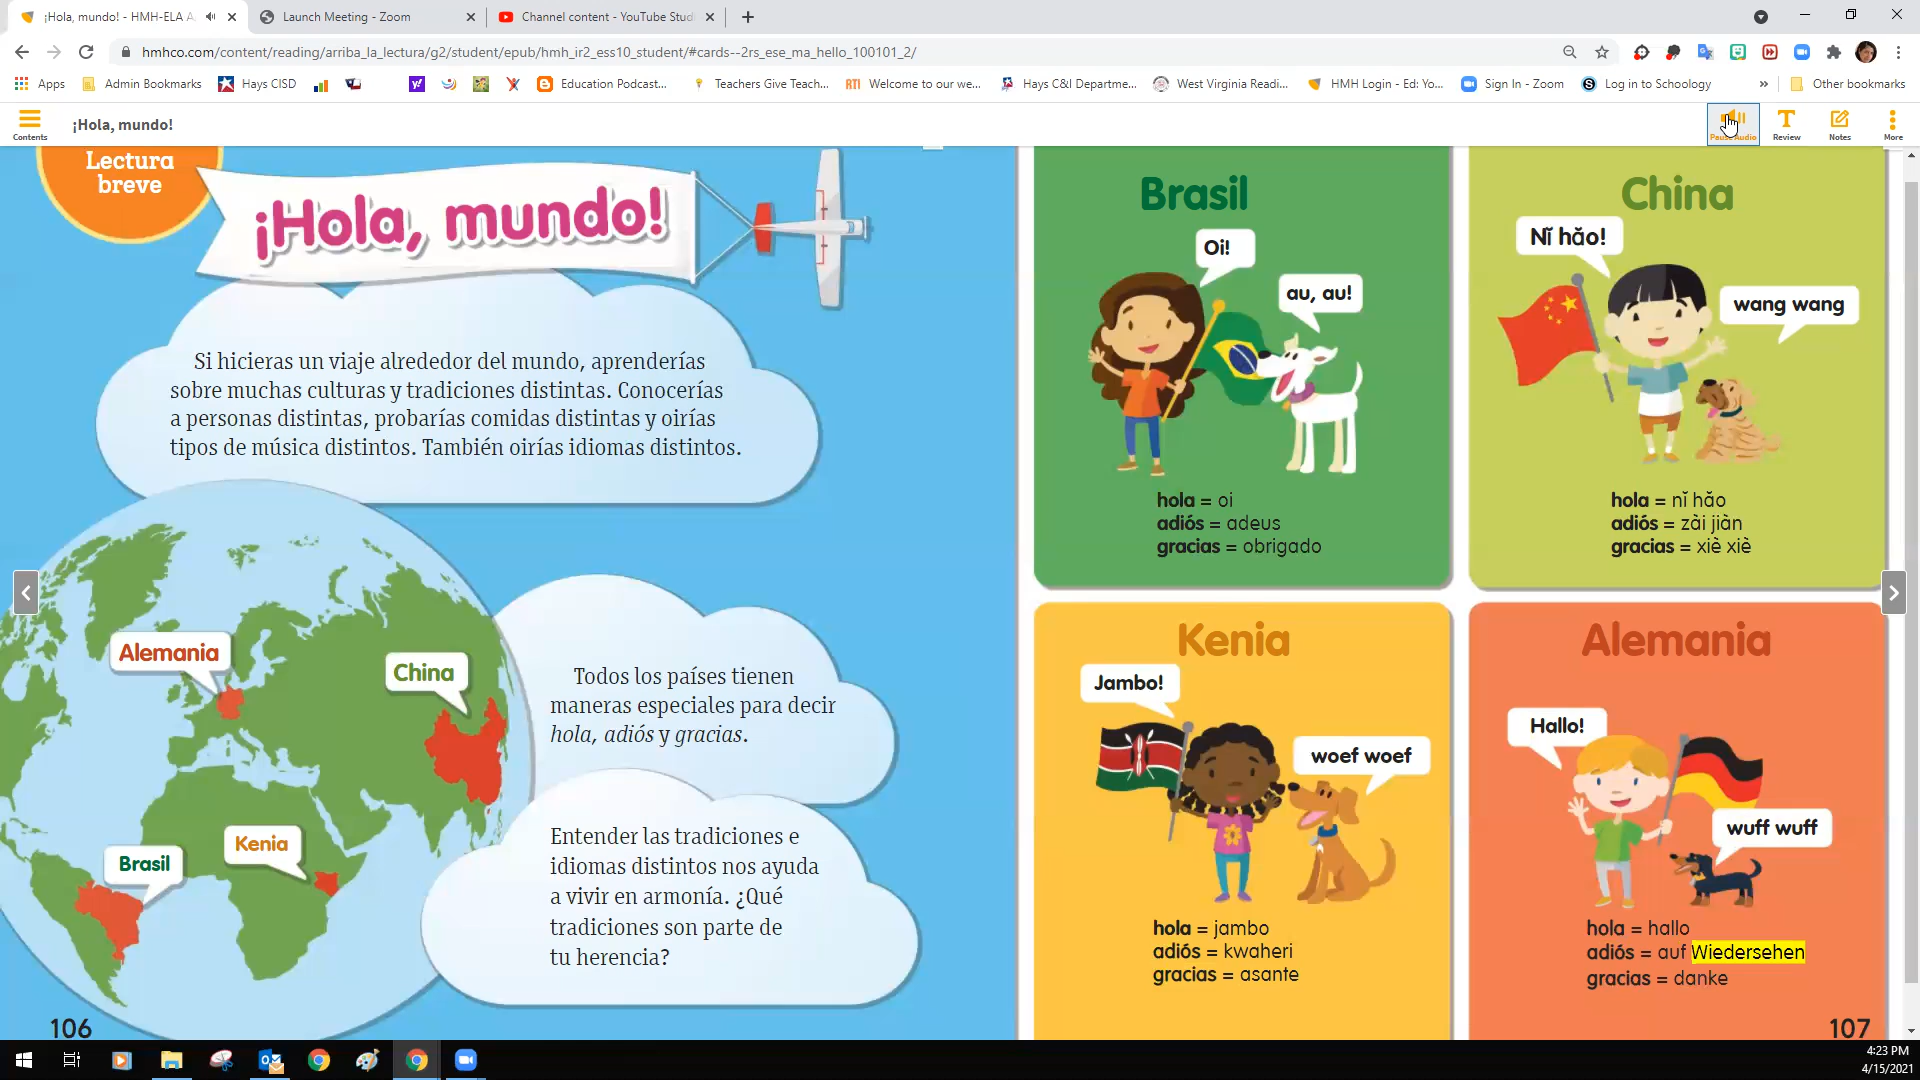 ¡Hola, mundo! - HMH-ELA A
Launch Meeting - Zoom
Channel content - YouTube Stud
hmhco.com/content/reading/arriba_la_lectura/g2/student/epub/hmh_ir2_ess10_student/#cards--2rs_ese_ma_hello_100101_2/
Apps
Admin Bookmarks
Hays CISD
Education Podcast...
Teachers Give Teach...
RTI Welcome to our we...
Hays C&I Departme...
West Virginia Readi...
HMH Login - Ed: Yo...
Sign In - Zoom
Log in to Schoology
»
Other bookmarks
Contents
¡Hola, mundo!
Pause Audio
Review
Notes
More
Lectura
breve
¡Hola, mundo!
Si hicieras un viaje alrededor del mundo, aprenderías
sobre muchas culturas y tradiciones distintas. Conocerías
a personas distintas, probarías comidas distintas y oirías
tipos de música distintos. También oirías idiomas distintos.
Alemania
China
Kenia
Brasil
Todos los países tienen
maneras especiales para decir
hola, adiós y gracias.
Entender las tradiciones e
idiomas distintos nos ayuda
a vivir en armonía. ¿Qué
tradiciones son parte de
tu herencia?
106
Brasil
Oi!
au, au!
hola = oi
adiós = adeus
gracias = obrigado
China
Nĭ hăo!
wang wang
hola = nĭ hăo
adiós = zài jiàn
gracias = xiè xiè
Kenia
Jambo!
woef woef
hola = jambo
adiós = kwaheri
gracias = asante
Alemania
Hallo!
wuff wuff
hola = hallo
adiós = auf Wiedersehen
gracias = danke
107
4:23 PM
4/15/2021